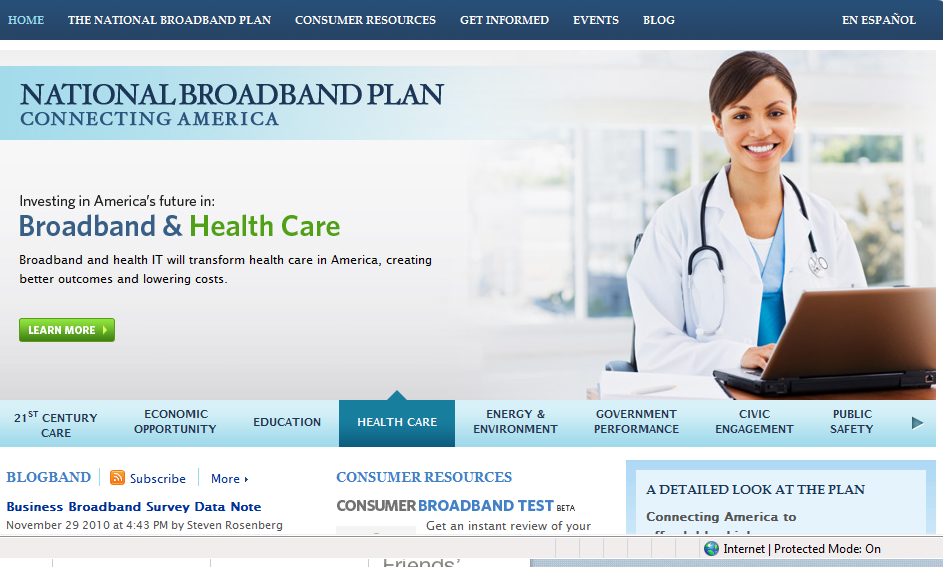 HOME THE NATIONAL BROADBAND PLAN CONSUMER RESOURCES GET INFORMED EVENTS BLOG EN ESPAÑOL
NATIONAL BROADBAND PLAN
CONNECTING AMERICA
Investing in America's future in:
Broadband & Health Care
Broadband and health IT will transform health care in America, creating
better outcomes and lowering costs.
LEARN MORE
21ST CENTURY
CARE
ECONOMIC
OPPORTUNITY
EDUCATION
HEALTH CARE
ENERGY &
ENVIRONMENT
GOVERNMENT
PERFORMANCE
CIVIC
ENGAGEMENT
PUBLIC
SAFETY
BLOGBAND Subscribe More
Business Broadband Survey Data Note
November 29 2010 at 4:43 PM by Steven Rosenberg
CONSUMER RESOURCES
CONSUMER BROADBAND TEST BETA
Get an instant review of your
A DETAILED LOOK AT THE PLAN
Connecting America to
Internet | Protected Mode: On
Friends'